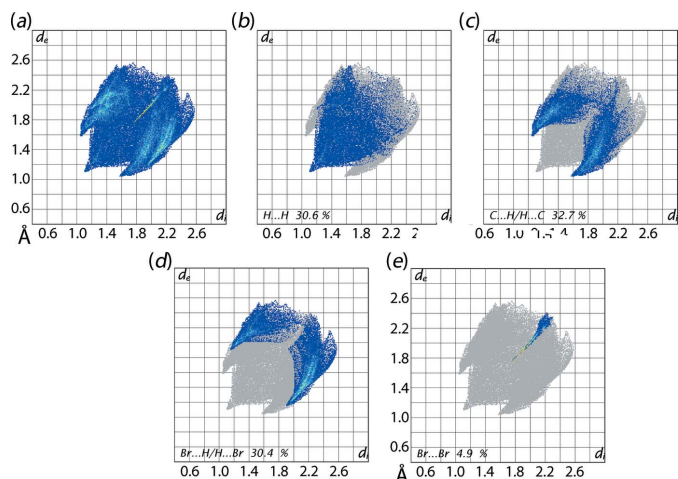 (a)
(b)
(c)
dₑ
dₑ
dₑ
2.6
2.2
1.8
1.4
1.0
0.6
dᵢ
H...H 30.6 %
dᵢ
C...H/H...C 32.7 %
dᵢ
Å 0.6 1.0 1.4 1.8 2.2 2.6
0.6 1.0 1.4 1.8 2.2
0.6 1.8 2.2 2.6
(d)
(e)
dₑ
dₑ
2.6
2.2
1.8
1.4
1.0
0.6
Br...H/H...Br 30.4 %
dᵢ
Br...Br 4.9 %
dᵢ
0.6 1.0 1.4 1.8 2.2 2.6
Å 0.6 1.0 1.4 1.8 2.2 2.6